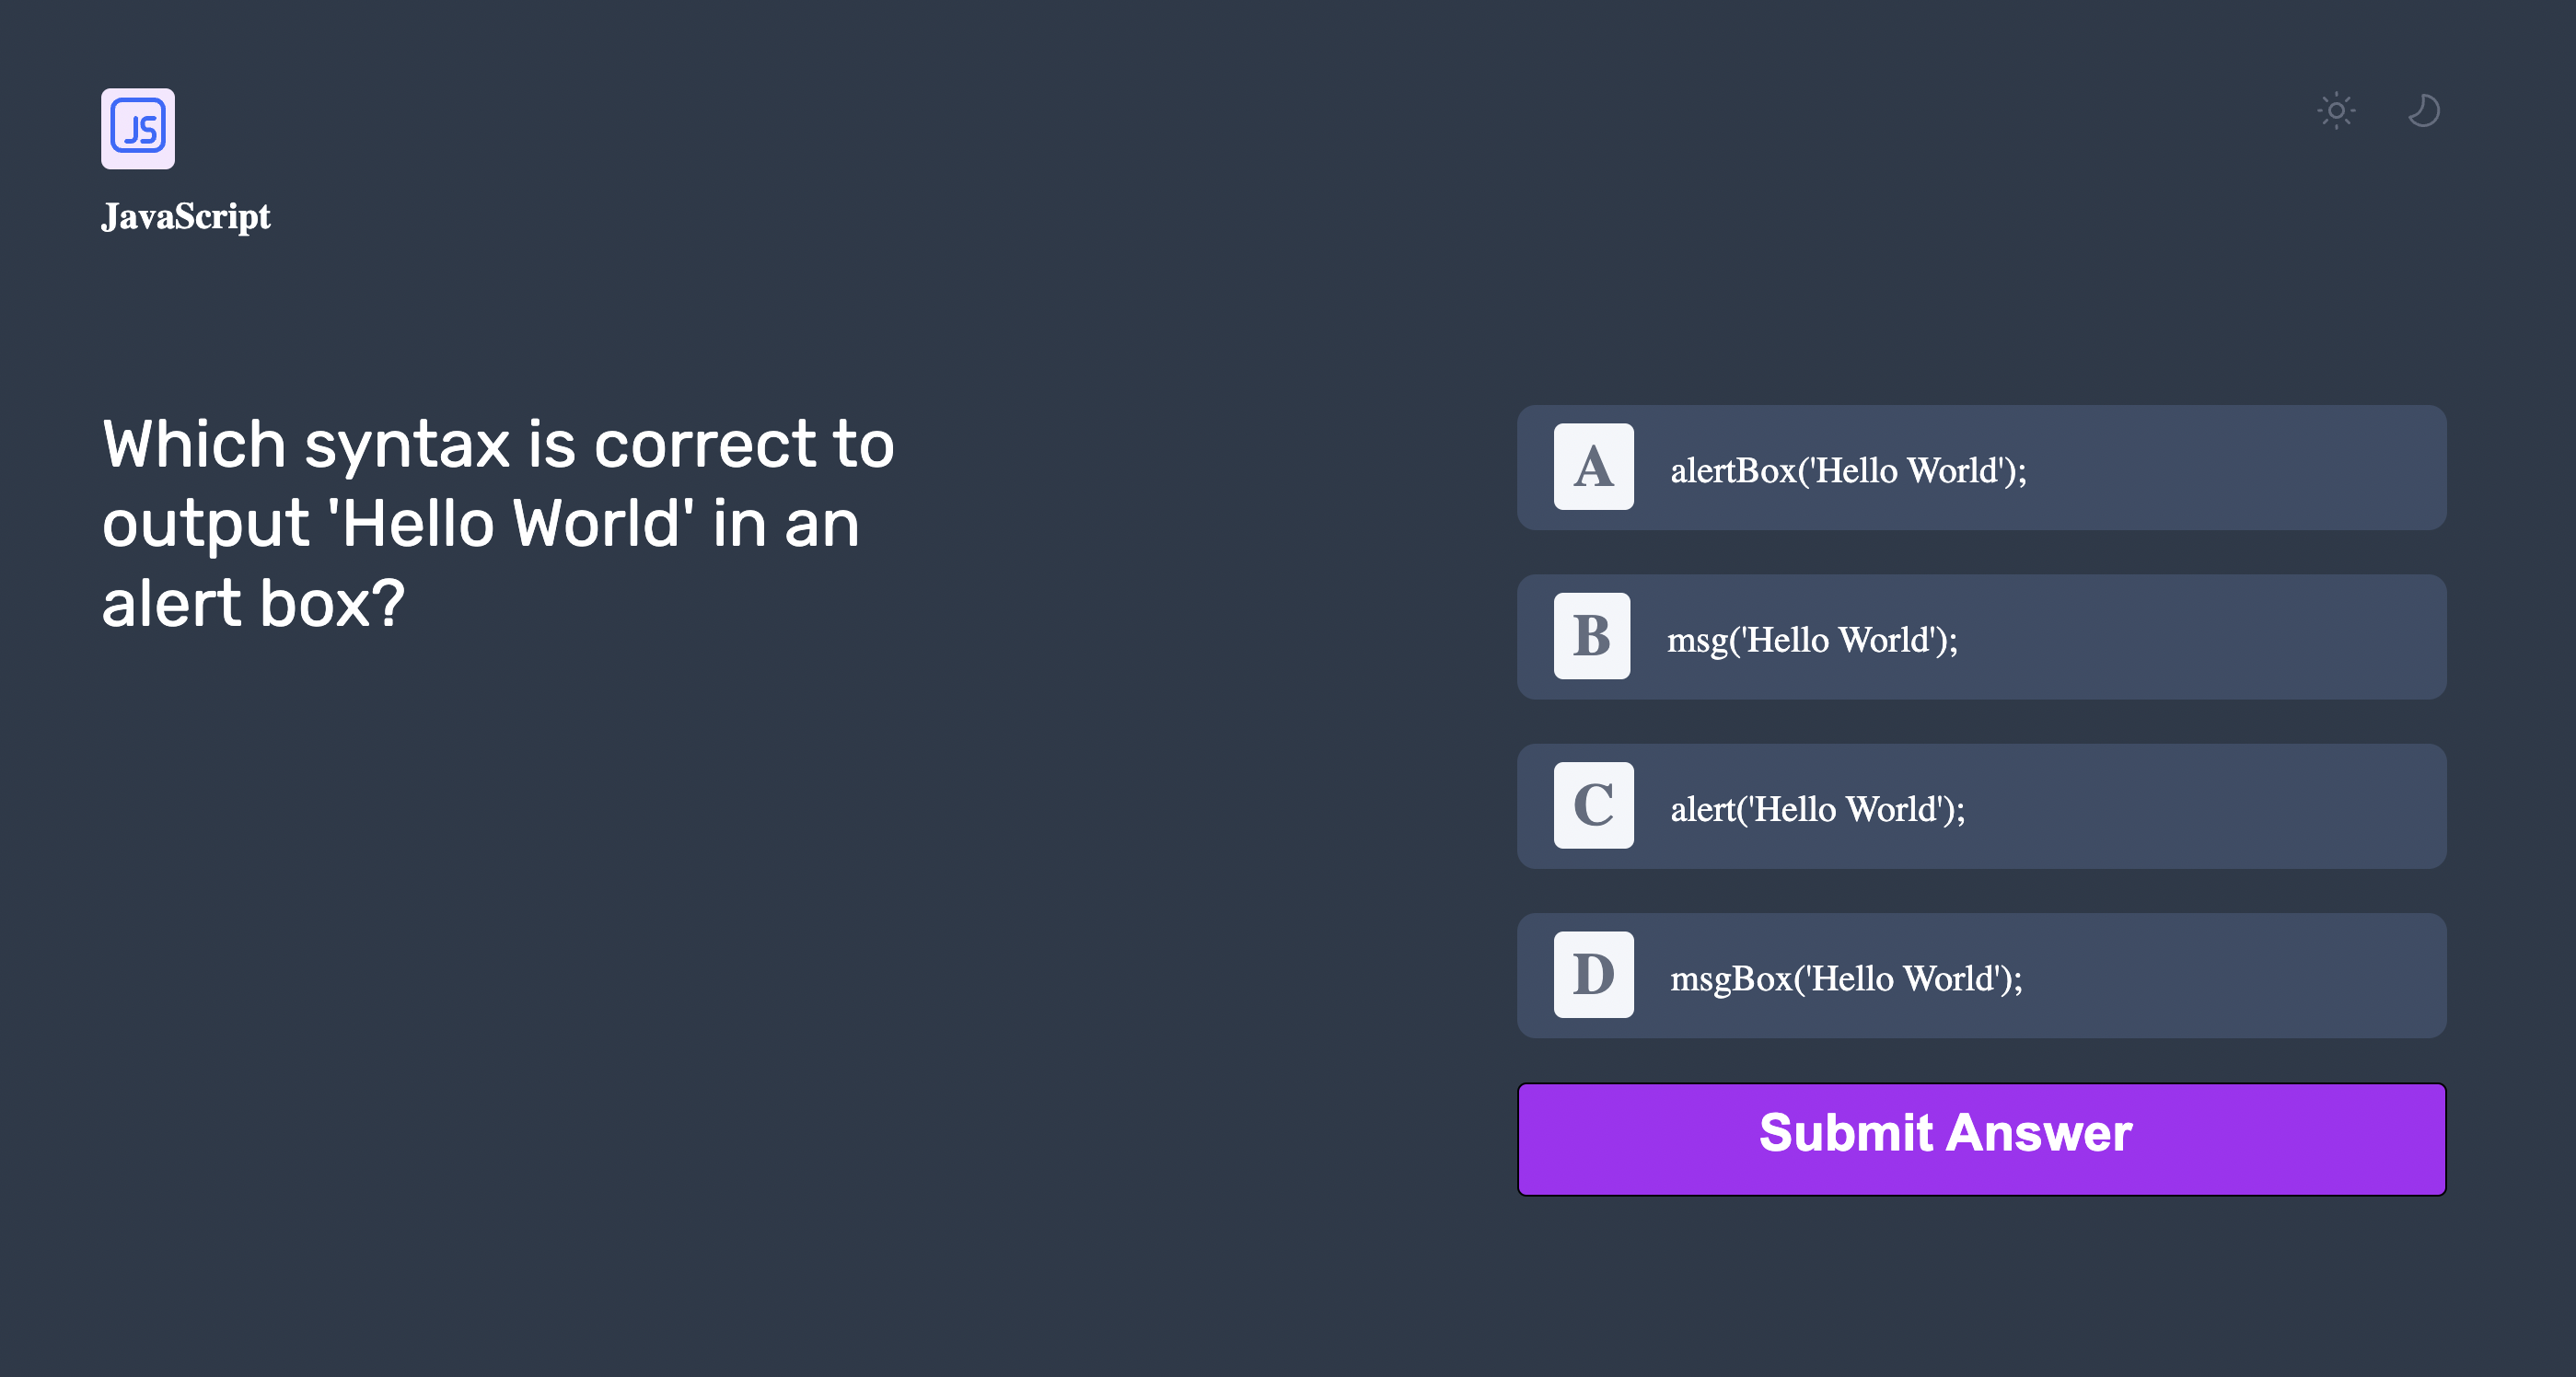 JS
JavaScript
Which syntax is correct to
output 'Hello World' in an
alert box?
A alertBox('Hello World');
B msg('Hello World');
C alert('Hello World');
D msgBox('Hello World');
Submit Answer